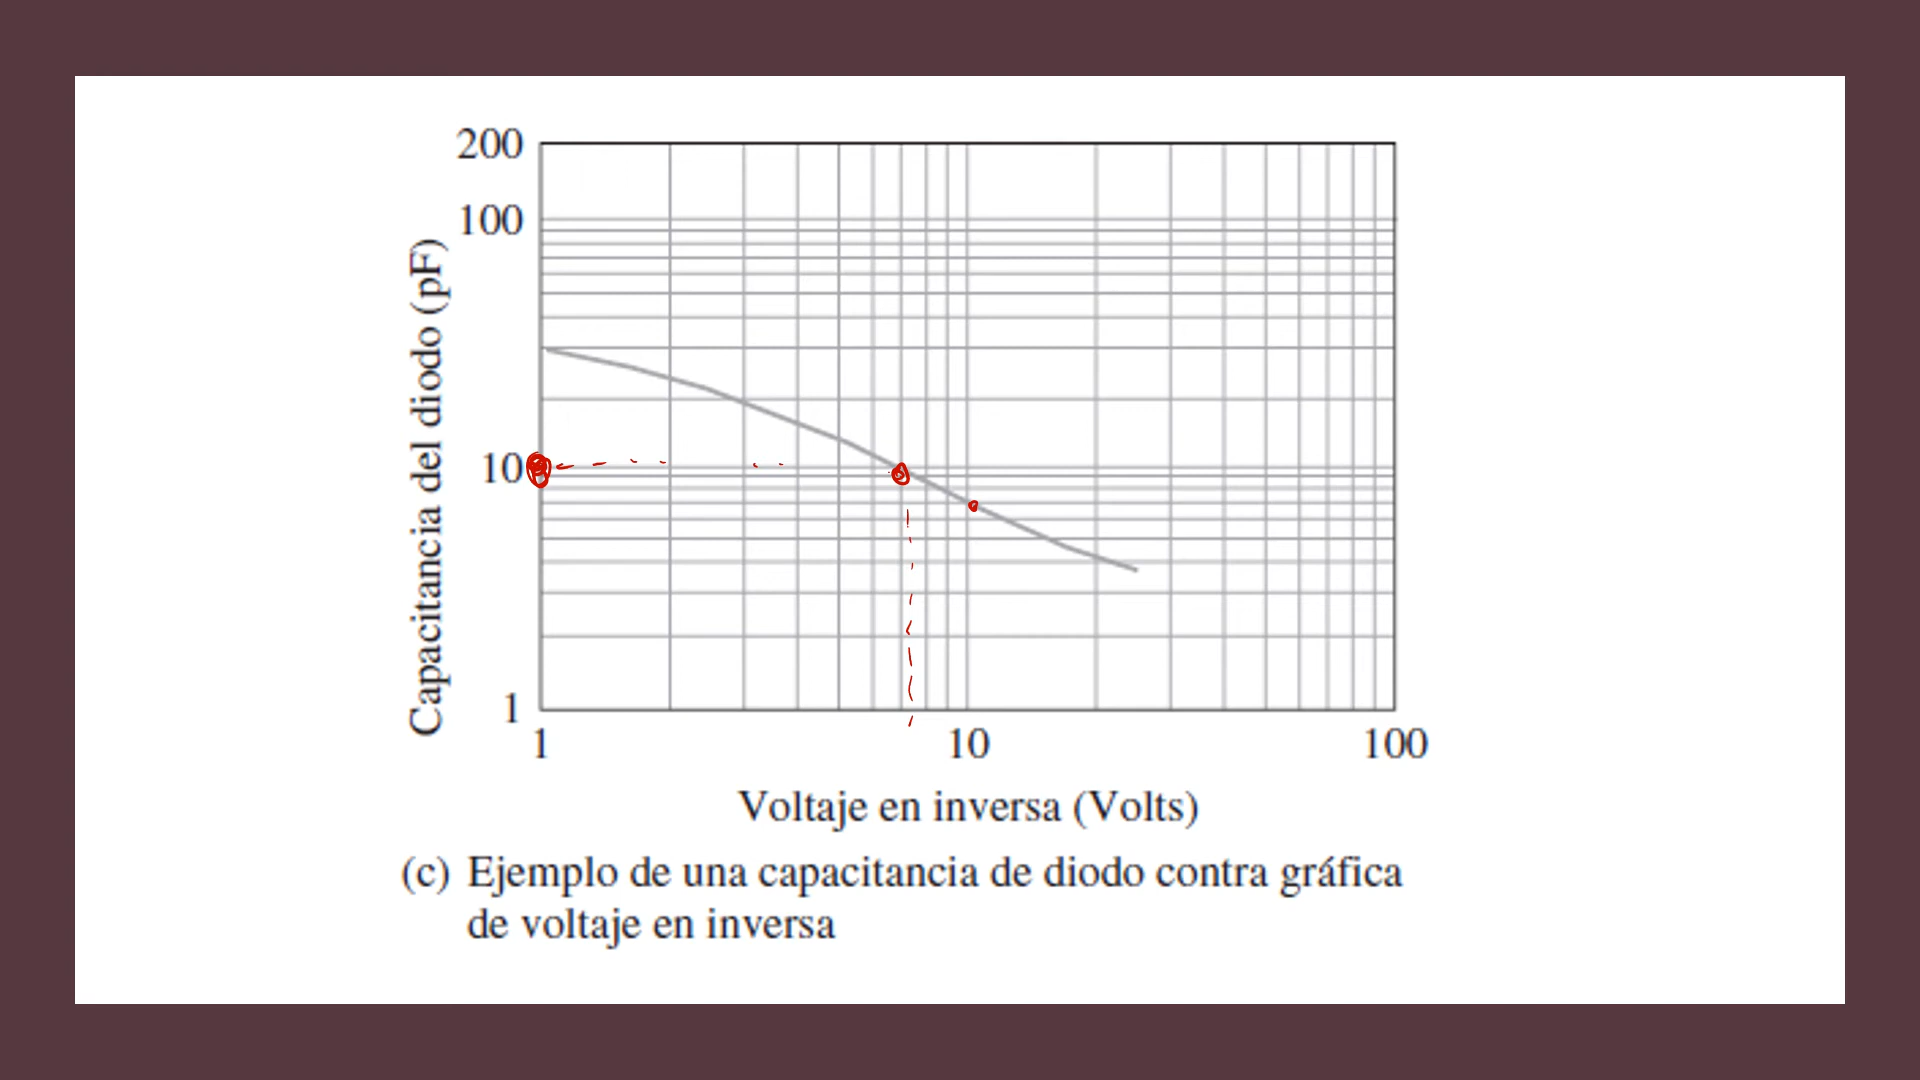 200
100
10
1
Capacitancia del diodo (pF)
1 10 100
Voltaje en inversa (Volts)
(c) Ejemplo de una capacitancia de diodo contra gráfica
de voltaje en inversa